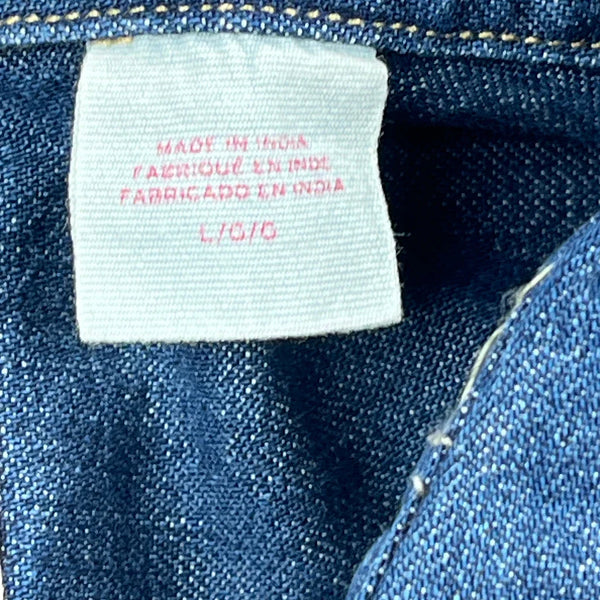 MADE IN INDIA
FABRIQUÉ EN INDE
FABRICADO EN INDIA
L/G/G